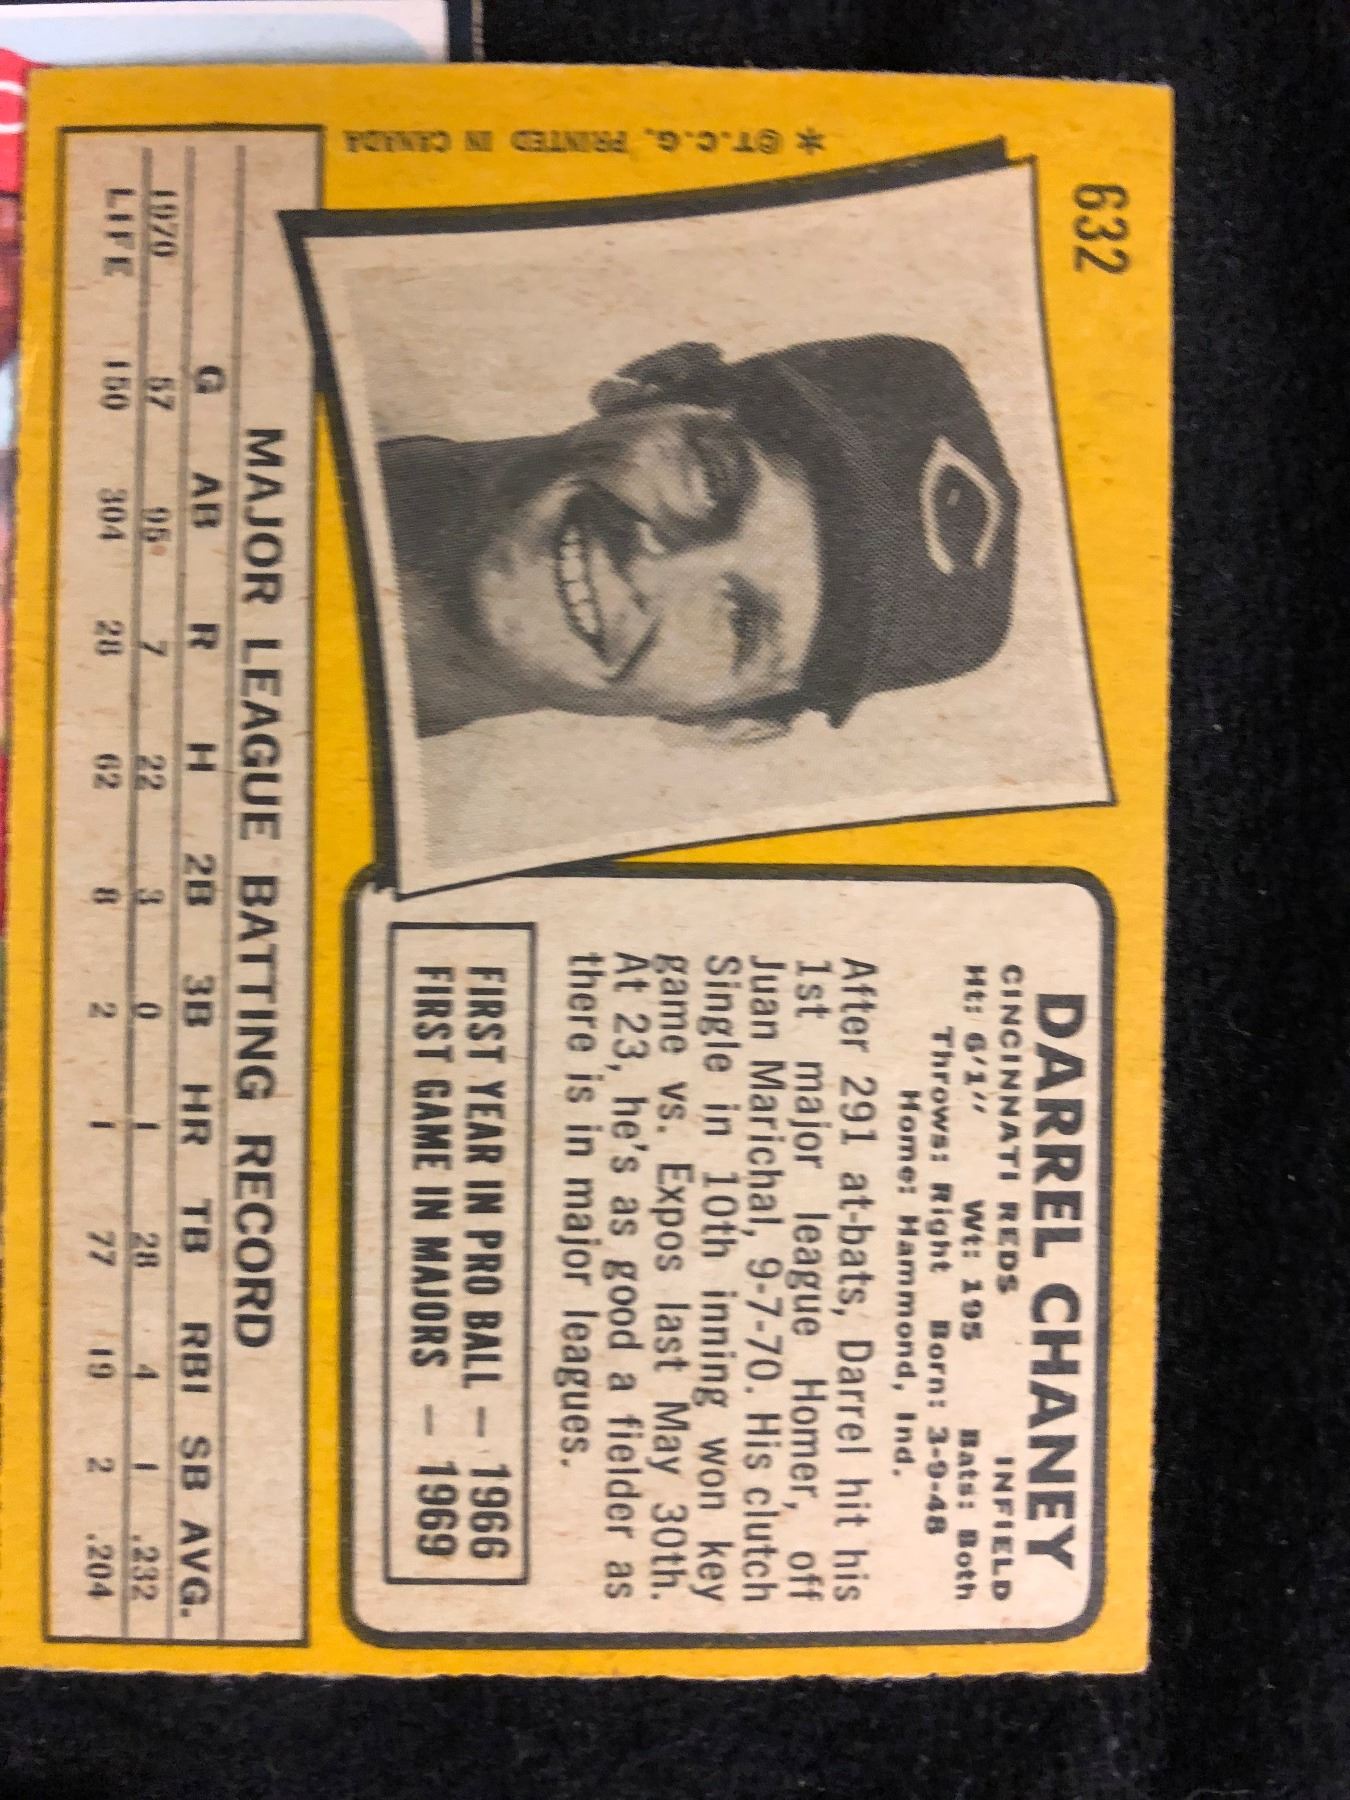 632
DARREL CHANEY
CINCINNATI REDS INFIELD
Ht: 6'1" Wt: 195 Bats: Both
Throws: Right Born: 3-9-48
Home: Hammond, Ind.
After 291 at-bats, Darrel hit his
1st major league Homer, off
Juan Marichal, 9-7-70. His clutch
Single in 10th inning won key
game vs. Expos last May 30th.
At 23, he's as good a fielder as
there is in major leagues.
FIRST YEAR IN PRO BALL — 1966
FIRST GAME IN MAJORS — 1969
C
* ©T.C.G. PRINTED IN CANADA
MAJOR LEAGUE BATTING RECORD
G AB R H 2B 3B HR TB RBI SB AVG.
1970 57 95 7 22 3 0 1 28 4 1 .232
LIFE 150 304 28 62 8 2 1 77 19 2 .204